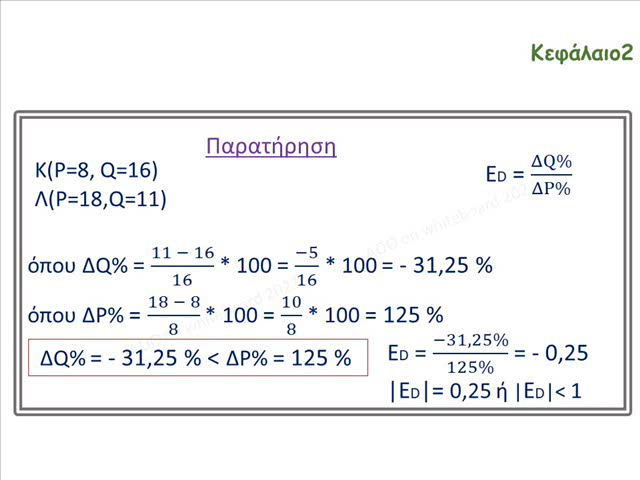 Κεφάλαιο2
Παρατήρηση
Κ(P=8, Q=16)
Λ(P=18,Q=11)
ED = ΔQ% / ΔP%
όπου ΔQ% = 11 − 16 / 16 * 100 = −5 / 16 * 100 = - 31,25 %
όπου ΔP% = 18 − 8 / 8 * 100 = 10 / 8 * 100 = 125 %
ΔQ% = - 31,25 % < ΔP% = 125 %
ED = −31,25% / 125% = - 0,25
|ED|= 0,25 ή |ED|< 1